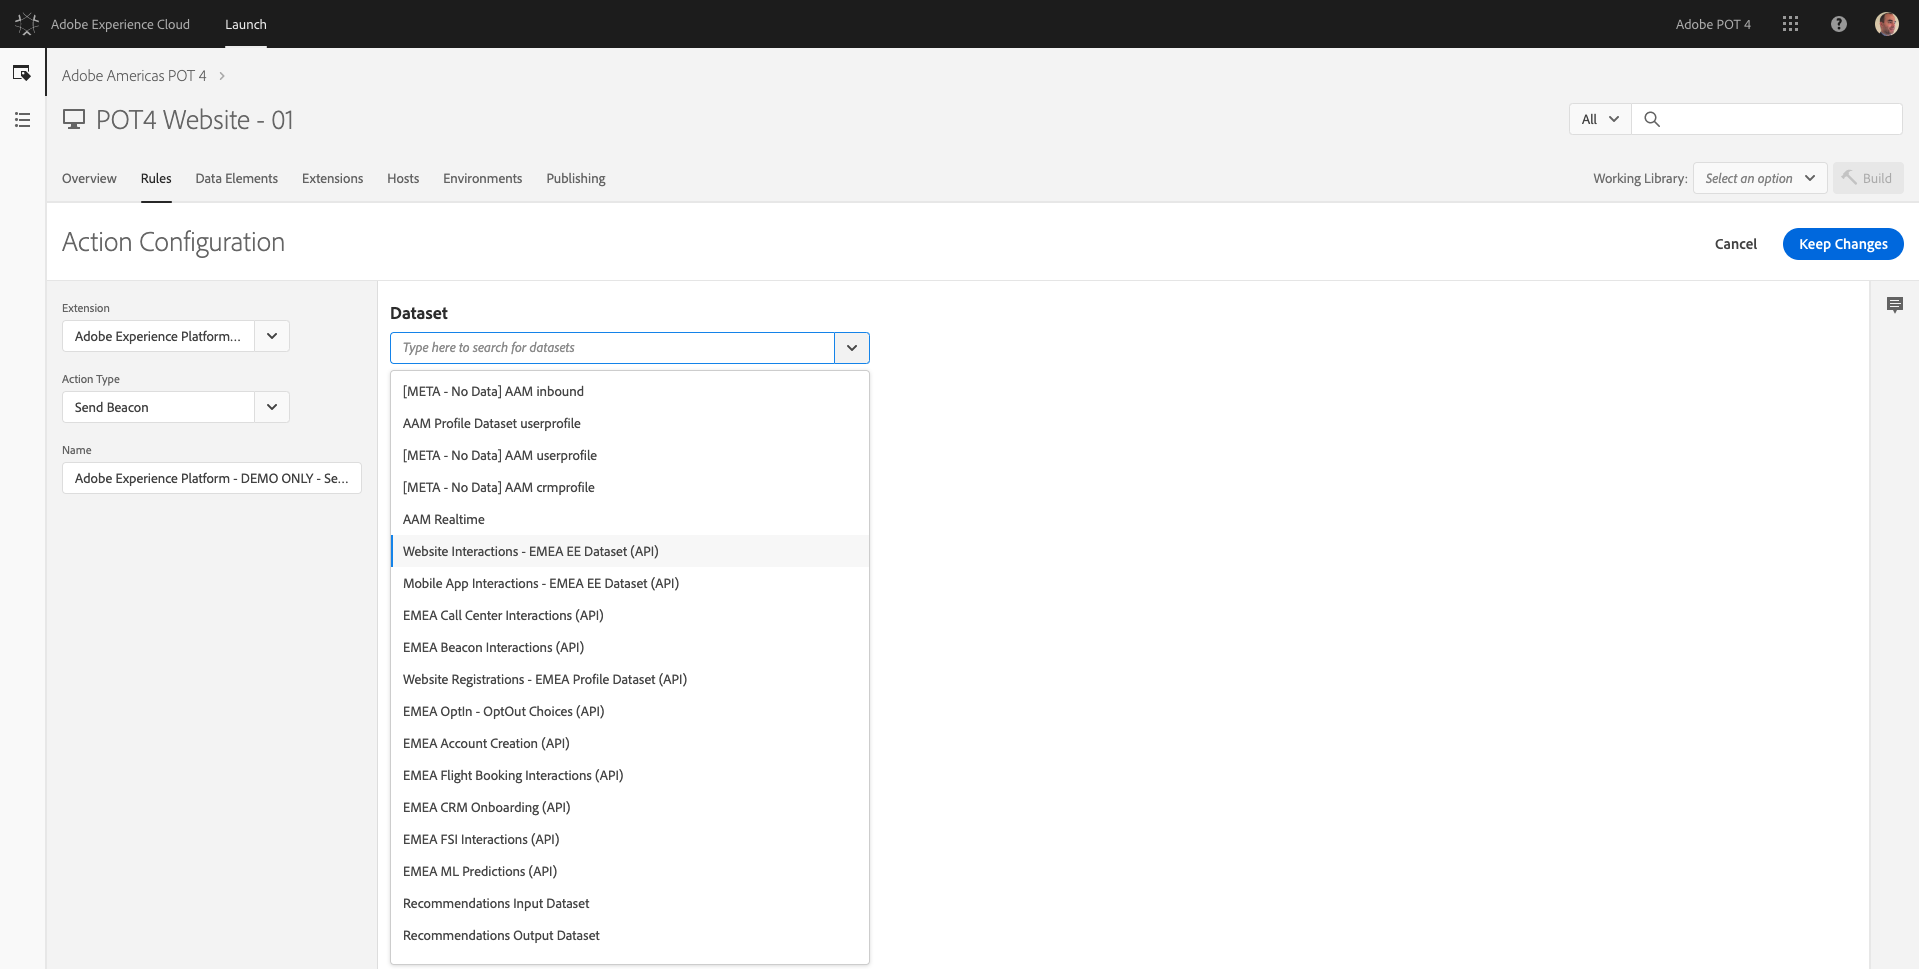 Adobe Experience Cloud
Launch
Adobe POT 4
Adobe Americas POT 4
POT4 Website - 01
All
Overview
Rules
Data Elements
Extensions
Hosts
Environments
Publishing
Working Library:
Select an option
Build
Action Configuration
Cancel
Keep Changes
Extension
Adobe Experience Platform...
Action Type
Send Beacon
Name
Adobe Experience Platform - DEMO ONLY - Se...
Dataset
Type here to search for datasets
[META - No Data] AAM inbound
AAM Profile Dataset userprofile
[META - No Data] AAM userprofile
[META - No Data] AAM crmprofile
AAM Realtime
Website Interactions - EMEA EE Dataset (API)
Mobile App Interactions - EMEA EE Dataset (API)
EMEA Call Center Interactions (API)
EMEA Beacon Interactions (API)
Website Registrations - EMEA Profile Dataset (API)
EMEA OptIn - OptOut Choices (API)
EMEA Account Creation (API)
EMEA Flight Booking Interactions (API)
EMEA CRM Onboarding (API)
EMEA FSI Interactions (API)
EMEA ML Predictions (API)
Recommendations Input Dataset
Recommendations Output Dataset